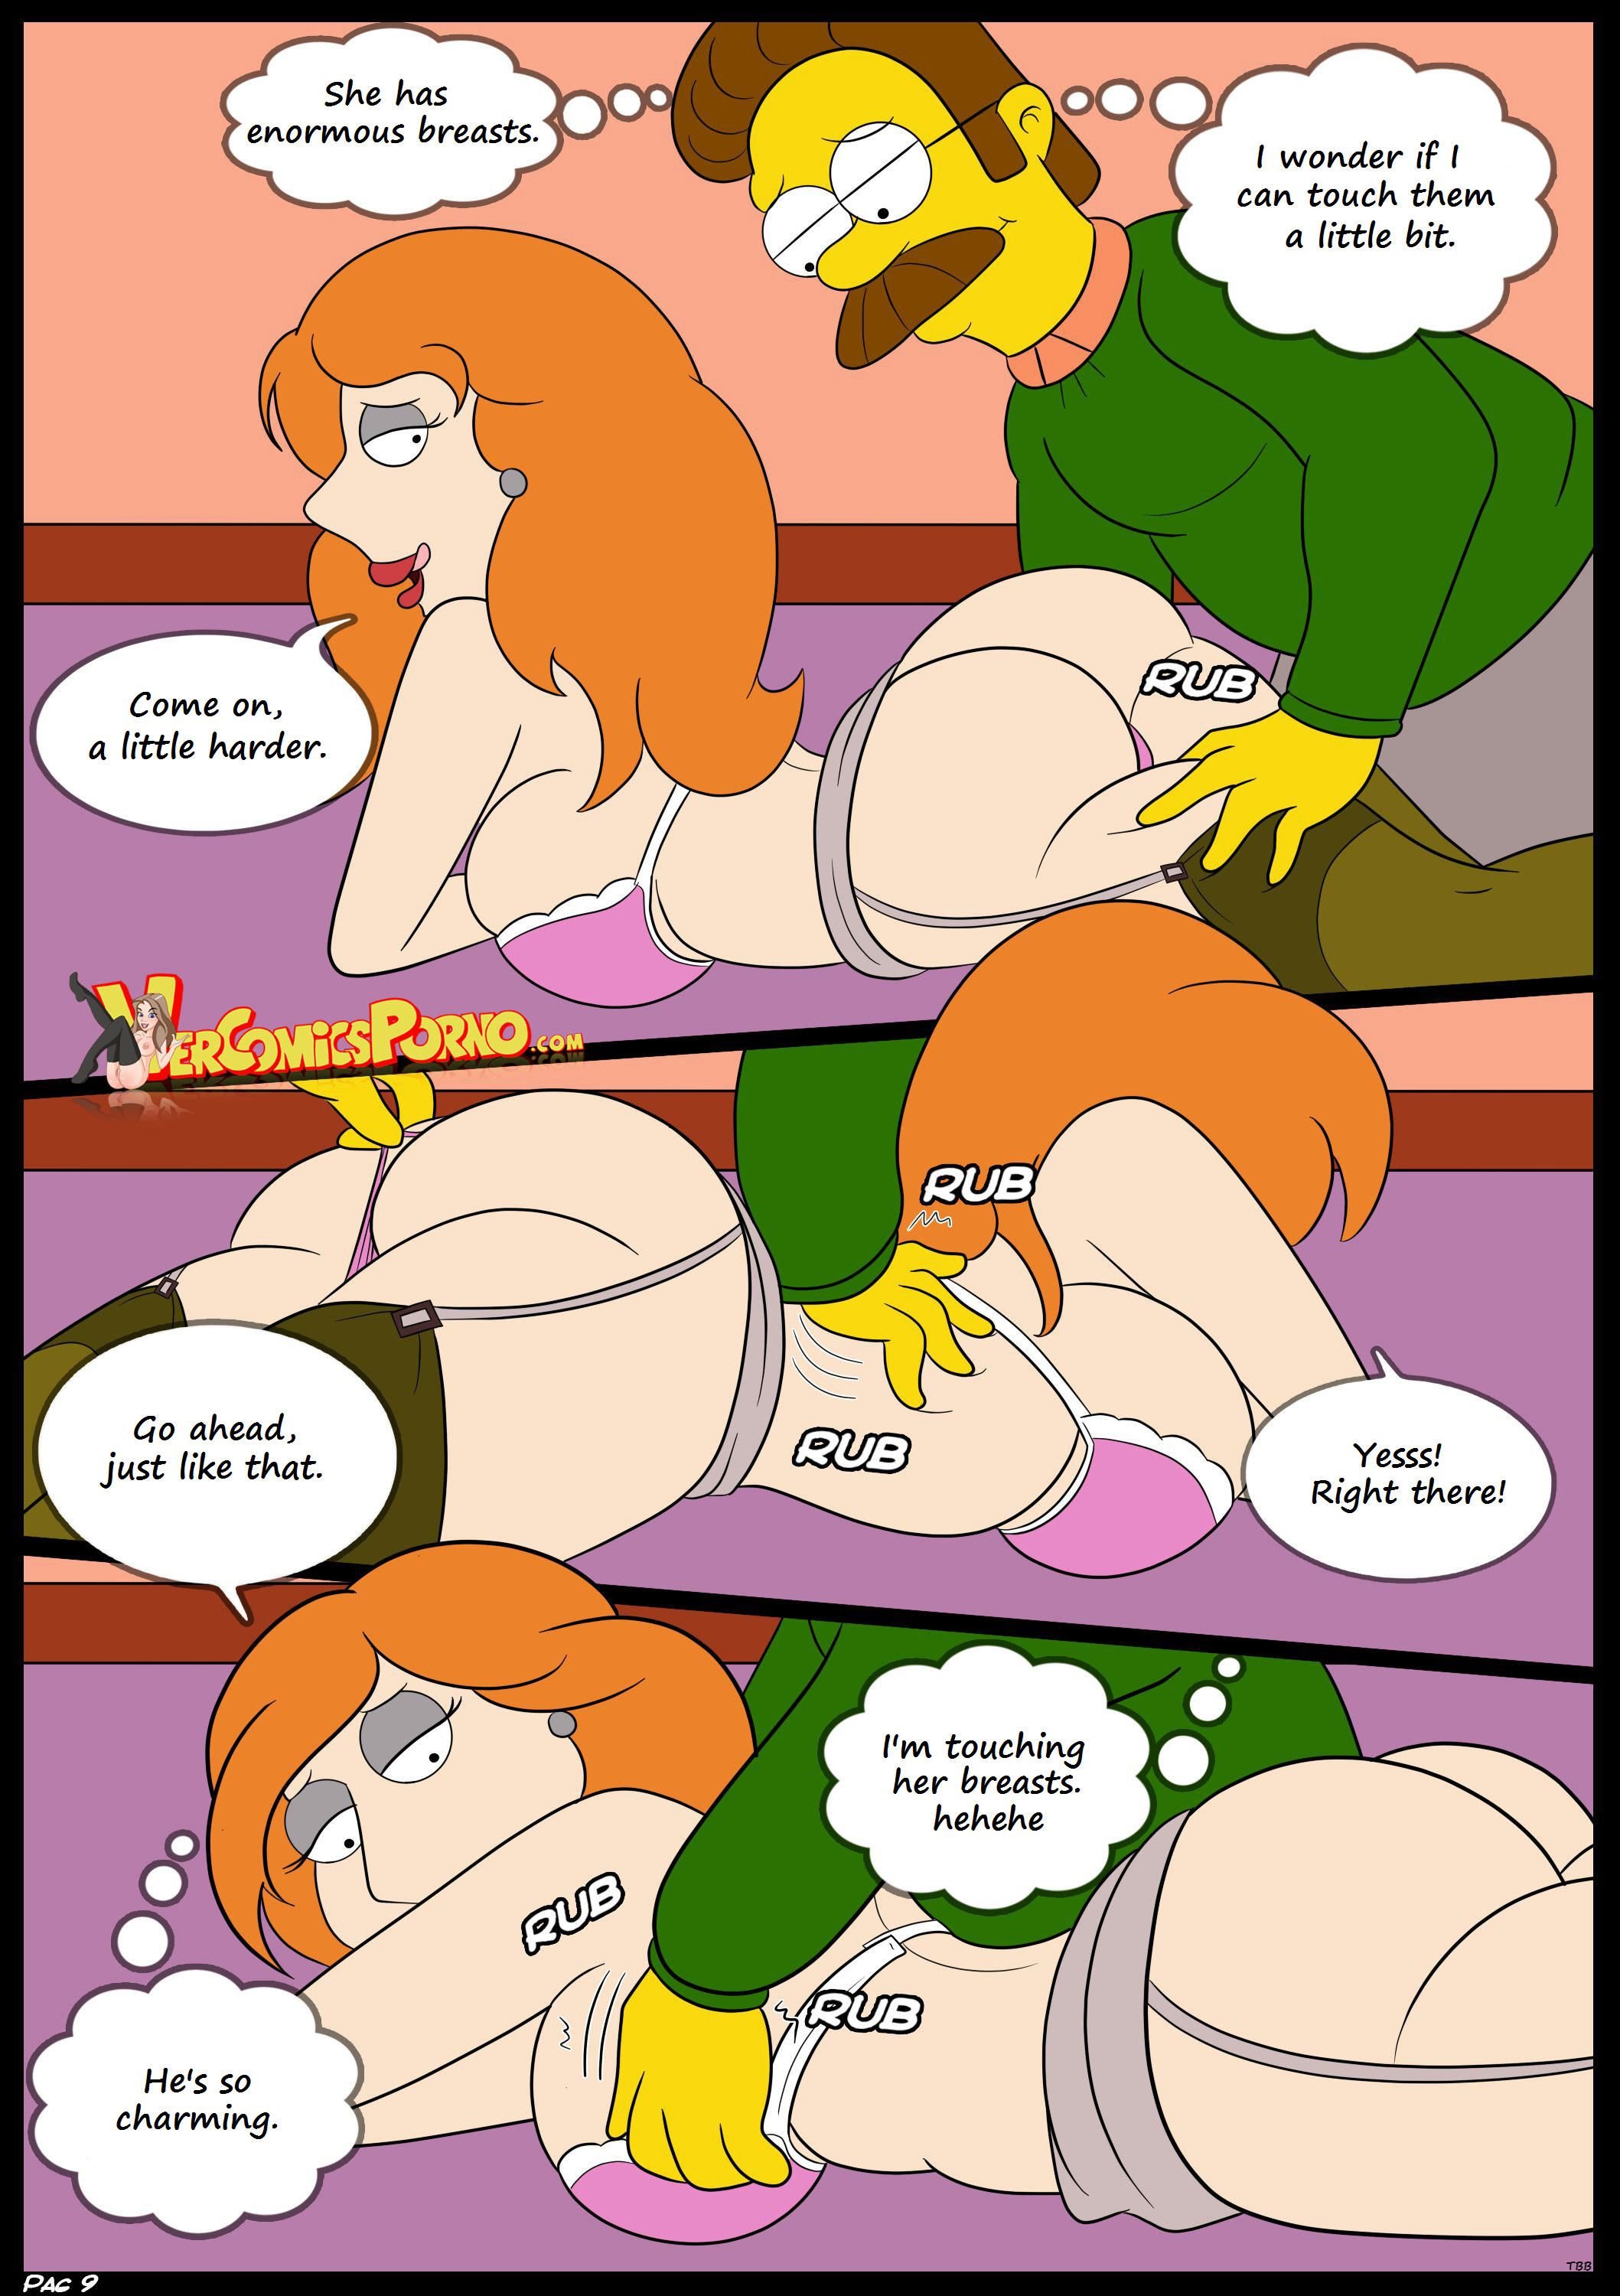 She has
enormous breasts.
I wonder if I
can touch them
a little bit.
Come on,
a little harder.
RUB
VERCOMICSPORNO.COM
RUB
RUB
Go ahead,
just like that.
Yesss!
Right there!
I'm touching
her breasts.
hehehe
RUB
RUB
He's so
charming.
TBB
PAG 9